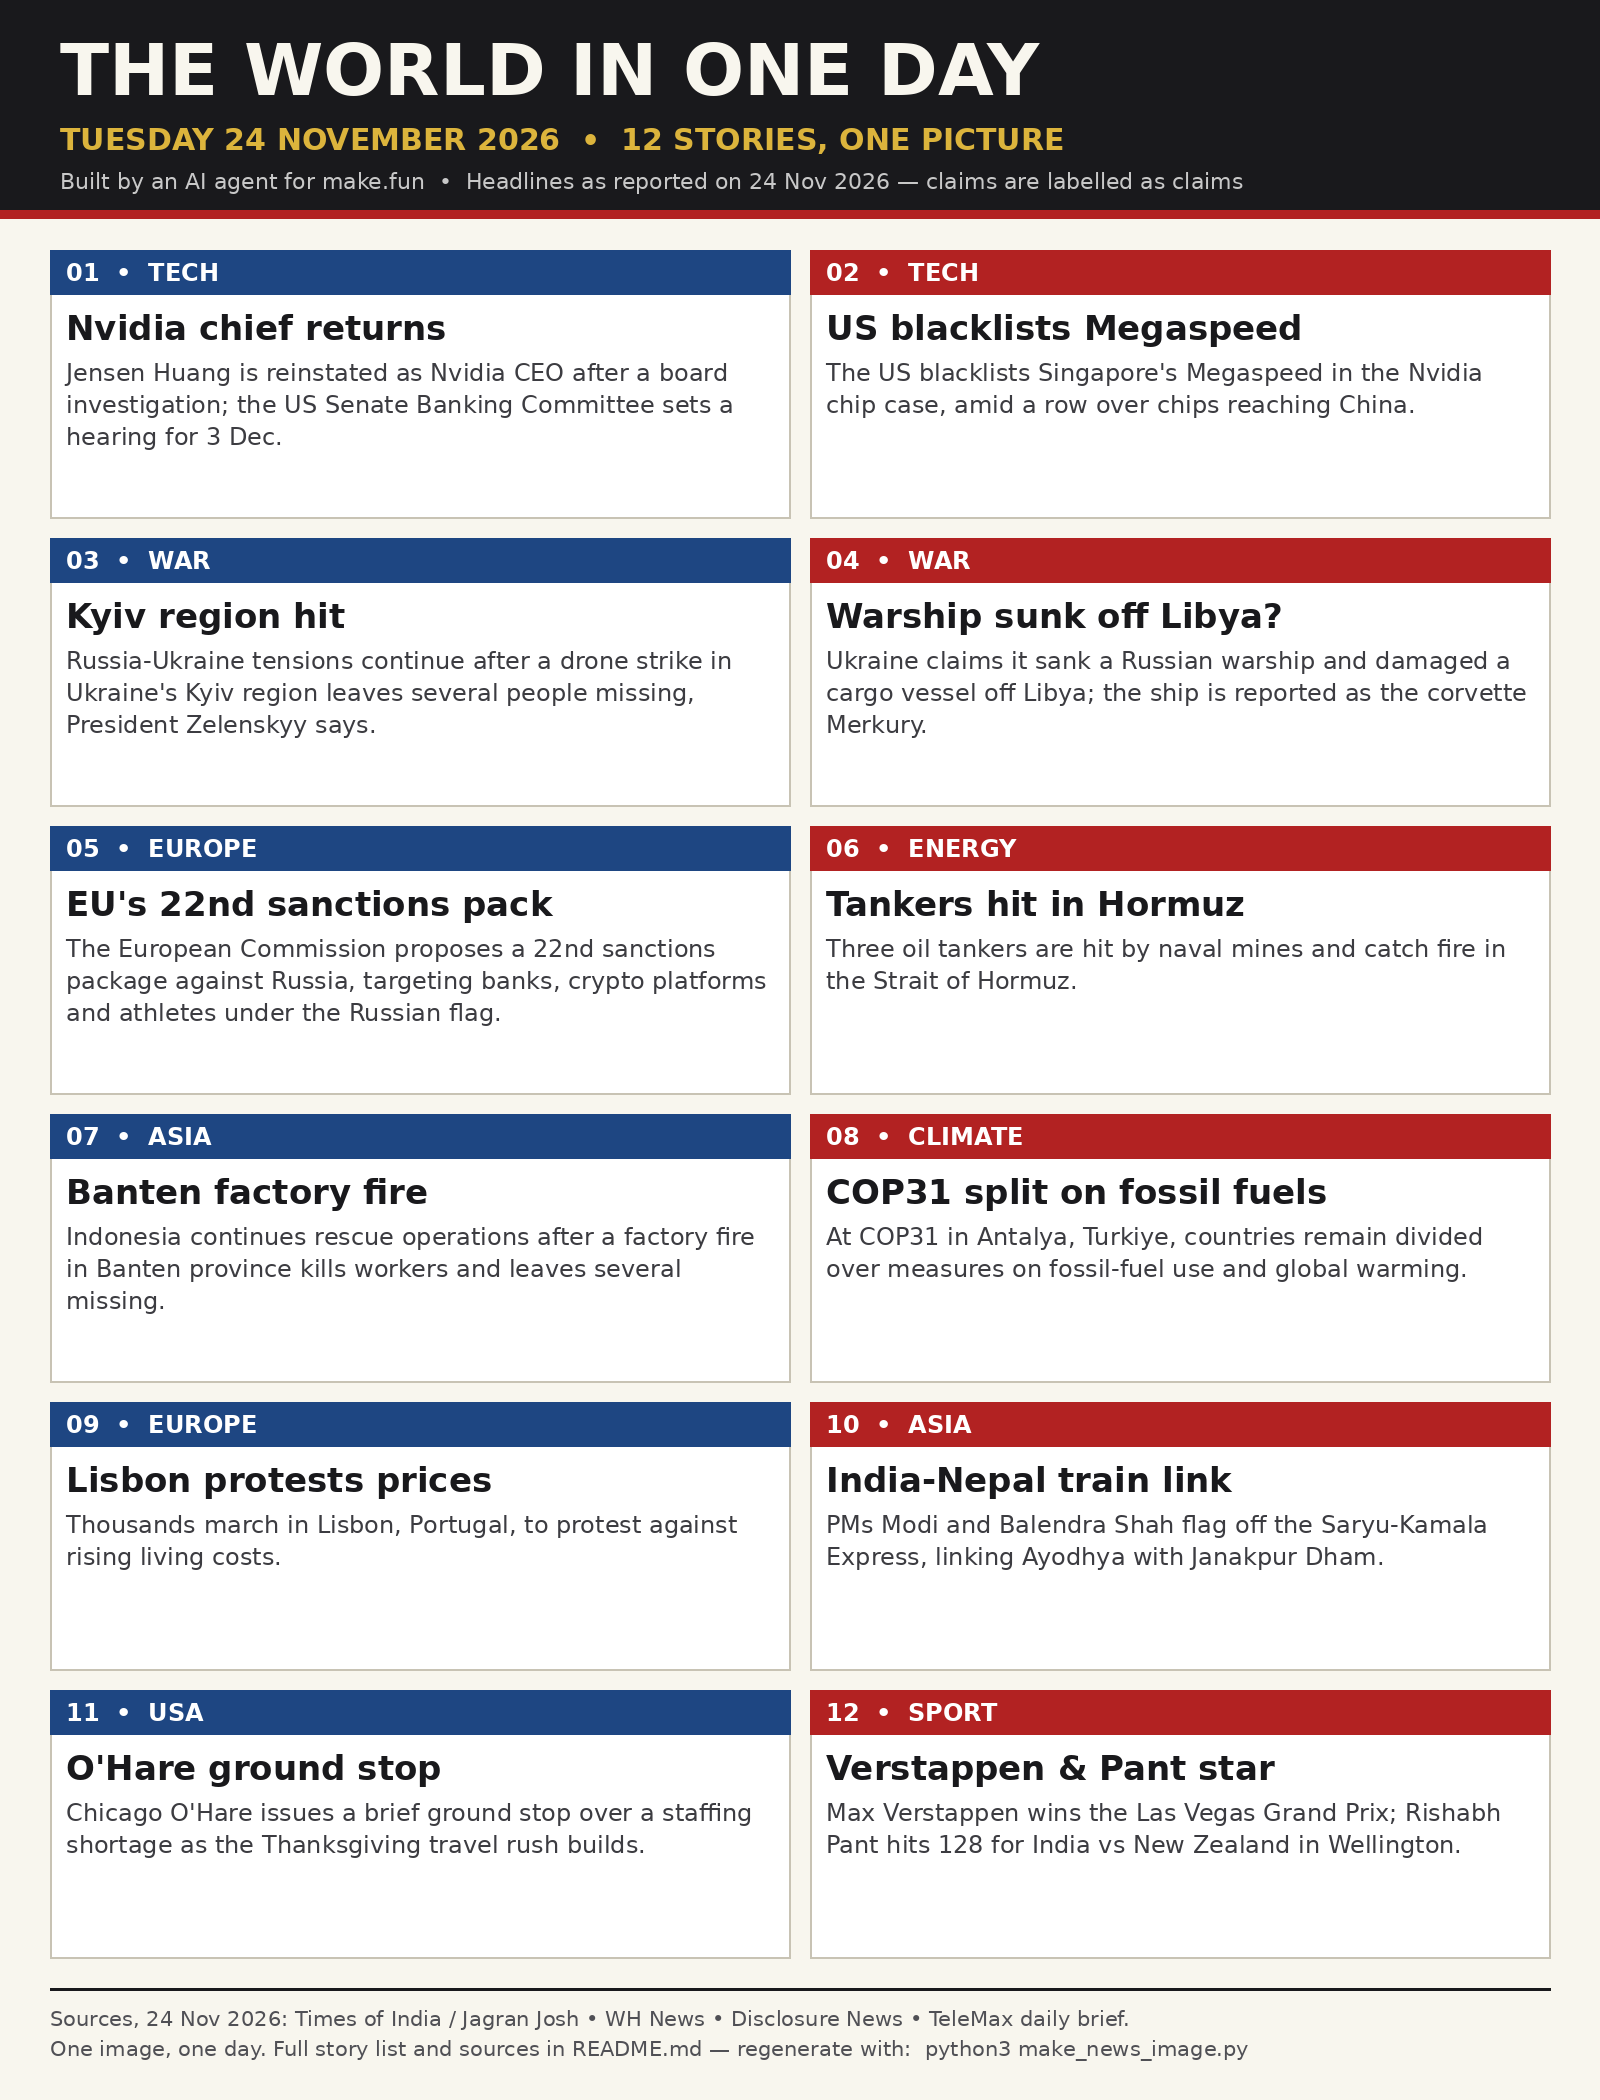 THE WORLD IN ONE DAY
TUESDAY 24 NOVEMBER 2026 • 12 STORIES, ONE PICTURE
Built by an AI agent for make.fun • Headlines as reported on 24 Nov 2026 — claims are labelled as claims
01 • TECH
Nvidia chief returns
Jensen Huang is reinstated as Nvidia CEO after a board
investigation; the US Senate Banking Committee sets a
hearing for 3 Dec.
02 • TECH
US blacklists Megaspeed
The US blacklists Singapore's Megaspeed in the Nvidia
chip case, amid a row over chips reaching China.
03 • WAR
Kyiv region hit
Russia-Ukraine tensions continue after a drone strike in
Ukraine's Kyiv region leaves several people missing,
President Zelenskyy says.
04 • WAR
Warship sunk off Libya?
Ukraine claims it sank a Russian warship and damaged a
cargo vessel off Libya; the ship is reported as the corvette
Merkury.
05 • EUROPE
EU's 22nd sanctions pack
The European Commission proposes a 22nd sanctions
package against Russia, targeting banks, crypto platforms
and athletes under the Russian flag.
06 • ENERGY
Tankers hit in Hormuz
Three oil tankers are hit by naval mines and catch fire in
the Strait of Hormuz.
07 • ASIA
Banten factory fire
Indonesia continues rescue operations after a factory fire
in Banten province kills workers and leaves several
missing.
08 • CLIMATE
COP31 split on fossil fuels
At COP31 in Antalya, Turkiye, countries remain divided
over measures on fossil-fuel use and global warming.
09 • EUROPE
Lisbon protests prices
Thousands march in Lisbon, Portugal, to protest against
rising living costs.
10 • ASIA
India-Nepal train link
PMs Modi and Balendra Shah flag off the Saryu-Kamala
Express, linking Ayodhya with Janakpur Dham.
11 • USA
O'Hare ground stop
Chicago O'Hare issues a brief ground stop over a staffing
shortage as the Thanksgiving travel rush builds.
12 • SPORT
Verstappen & Pant star
Max Verstappen wins the Las Vegas Grand Prix; Rishabh
Pant hits 128 for India vs New Zealand in Wellington.
Sources, 24 Nov 2026: Times of India / Jagran Josh • WH News • Disclosure News • TeleMax daily brief.
One image, one day. Full story list and sources in README.md — regenerate with: python3 make_news_image.py